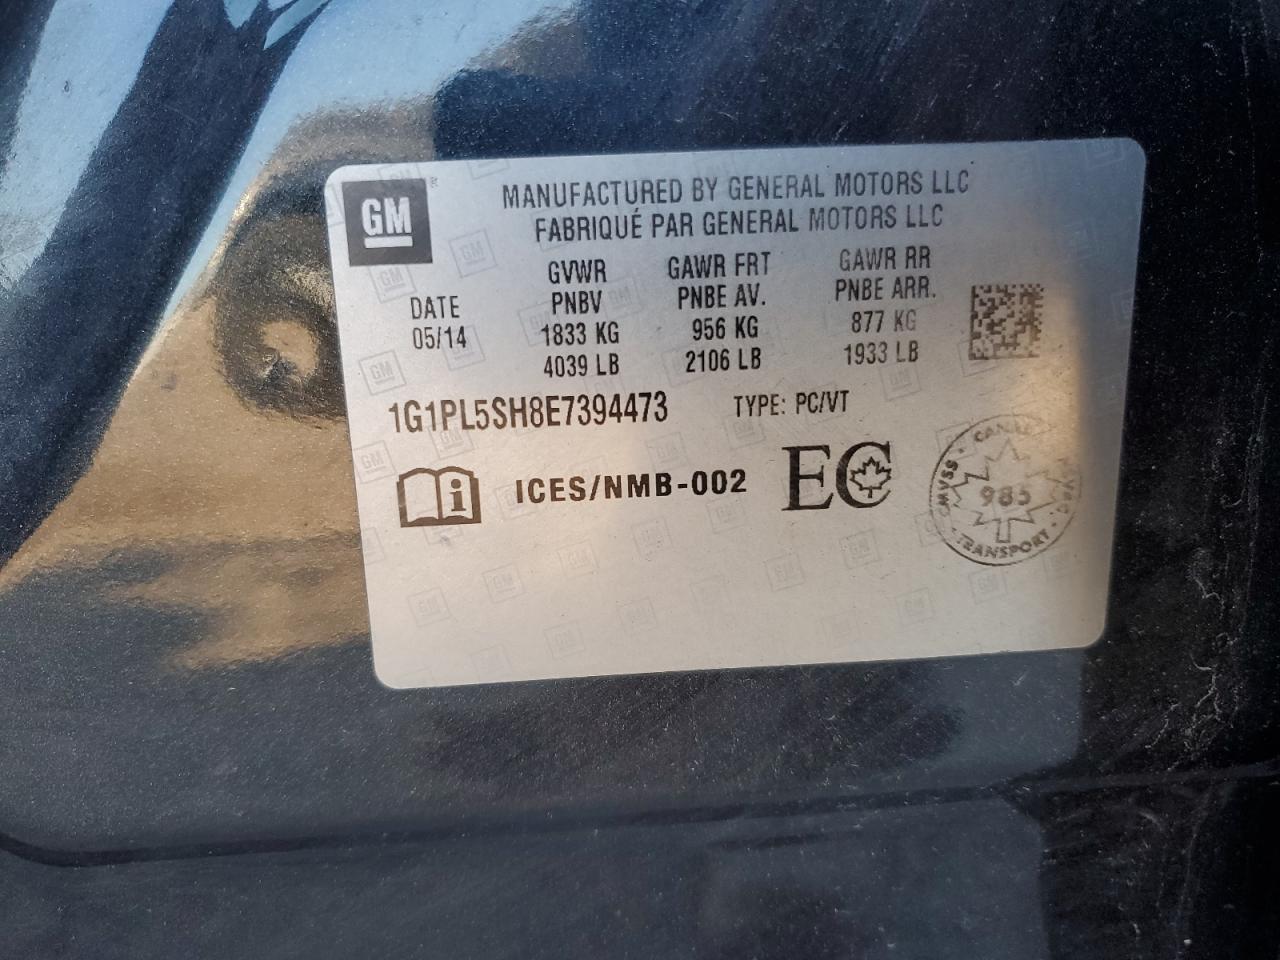 GM
MANUFACTURED BY GENERAL MOTORS LLC
FABRIQUÉ PAR GENERAL MOTORS LLC
DATE
05/14
GVWR
PNBV
1833 KG
4039 LB
GAWR FRT
PNBE AV.
956 KG
2106 LB
GAWR RR
PNBE ARR.
877 KG
1933 LB
1G1PL5SH8E7394473 TYPE: PC/VT
i ICES/NMB-002 EC
CANADA
CMVSS
985
TRANSPORT